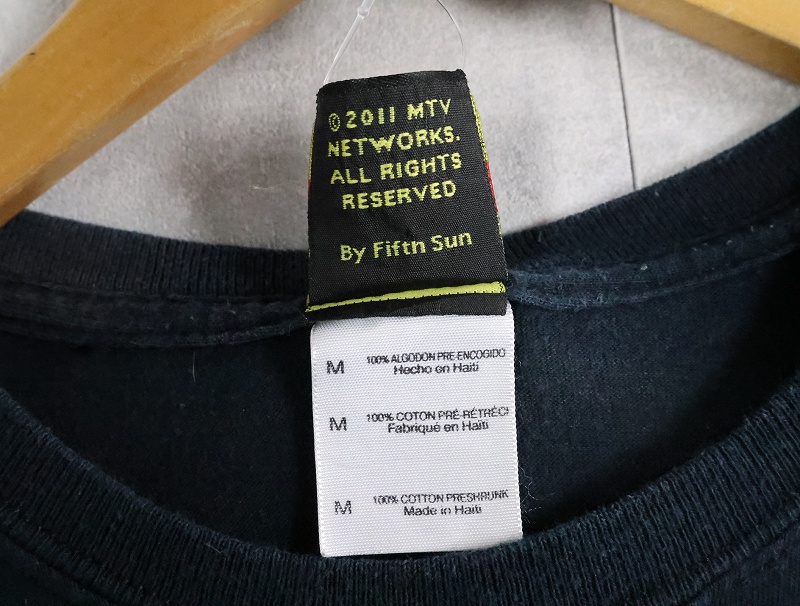 © 2011 MTV
NETWORKS.
ALL RIGHTS
RESERVED
By Fifth Sun
M 100% ALGODON PRE-ENCOGIDO
Hecho en Haiti
M 100% COTON PRÉ-RÉTRÉCI
Fabriqué en Haïti
M 100% COTTON PRESHRUNK
Made in Haiti